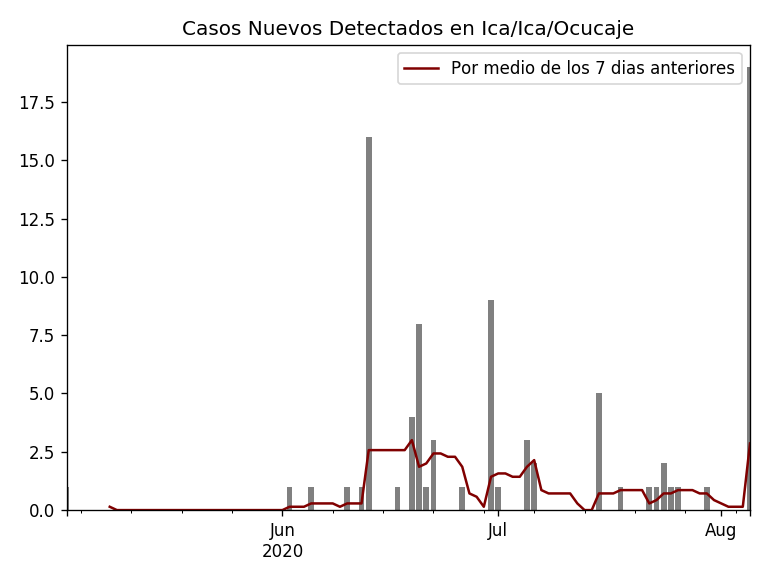 Casos Nuevos Detectados en Ica/Ica/Ocucaje
Por medio de los 7 dias anteriores
17.5
15.0
12.5
10.0
7.5
5.0
2.5
0.0
Jun
2020
Jul
Aug